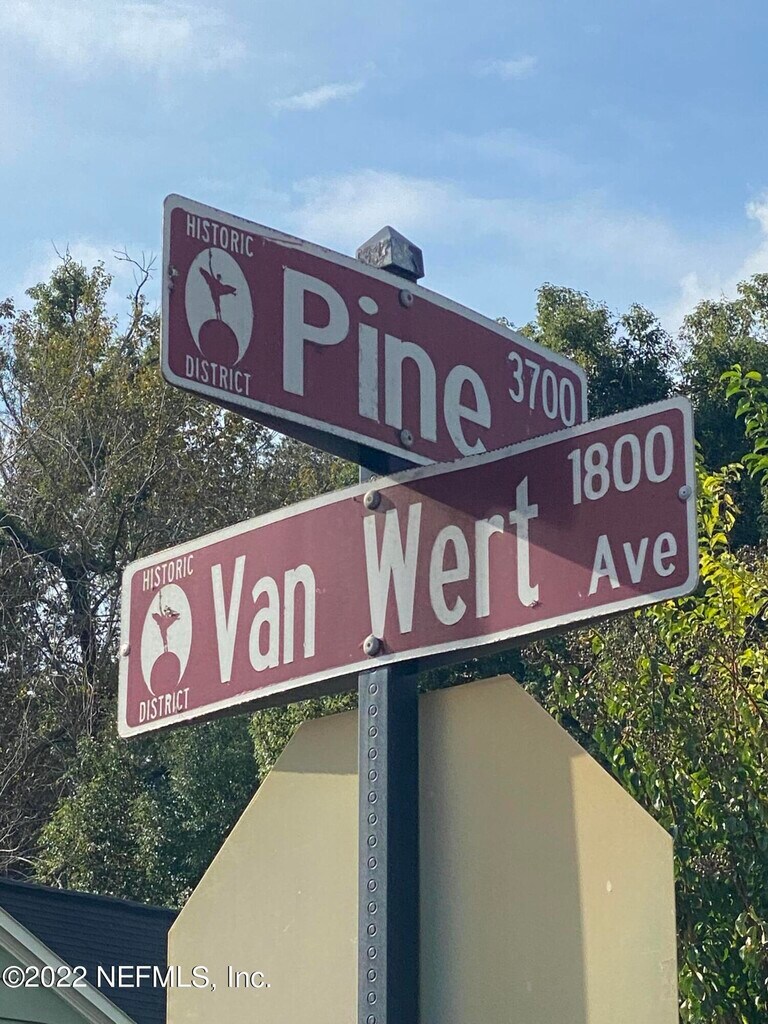 HISTORIC
DISTRICT
Pine 3700
HISTORIC
DISTRICT
Van Wert 1800
Ave
©2022 NEFMLS, Inc.